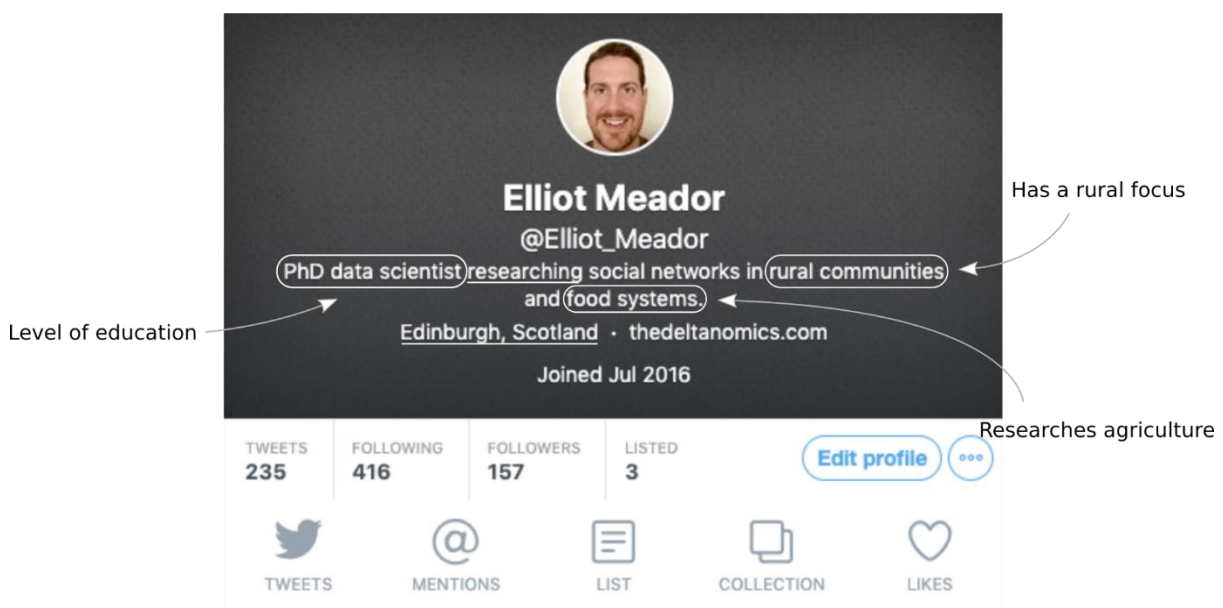 Elliot Meador
@Elliot_Meador
Has a rural focus
PhD data scientist researching social networks in rural communities
and food systems.
Level of education
Edinburgh, Scotland · thedeltanomics.com
Joined Jul 2016
Researches agriculture
TWEETS FOLLOWING FOLLOWERS LISTED
235 416 157 3
Edit profile
TWEETS MENTIONS LIST COLLECTION LIKES